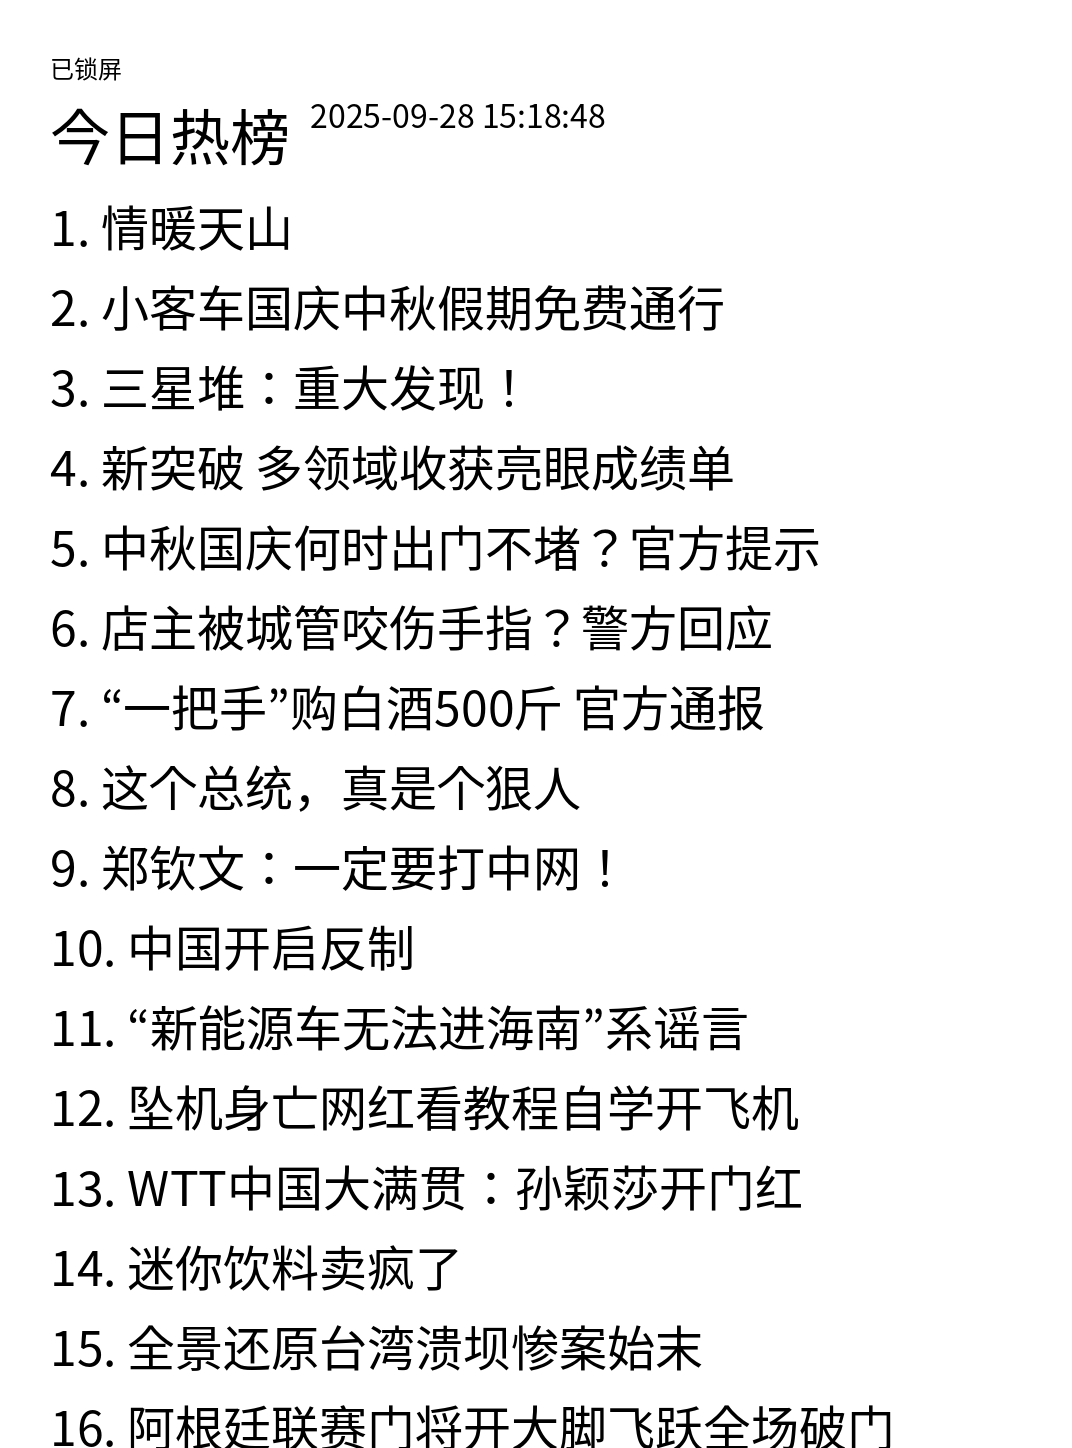 已锁屏
今日热榜 2025-09-28 15:18:48
1. 情暖天山
2. 小客车国庆中秋假期免费通行
3. 三星堆：重大发现！
4. 新突破 多领域收获亮眼成绩单
5. 中秋国庆何时出门不堵？官方提示
6. 店主被城管咬伤手指？警方回应
7. “一把手”购白酒500斤 官方通报
8. 这个总统，真是个狠人
9. 郑钦文：一定要打中网！
10. 中国开启反制
11. “新能源车无法进海南”系谣言
12. 坠机身亡网红看教程自学开飞机
13. WTT中国大满贯：孙颖莎开门红
14. 迷你饮料卖疯了
15. 全景还原台湾溃坝惨案始末
16. 阿根廷联赛门将开大脚飞跃全场破门